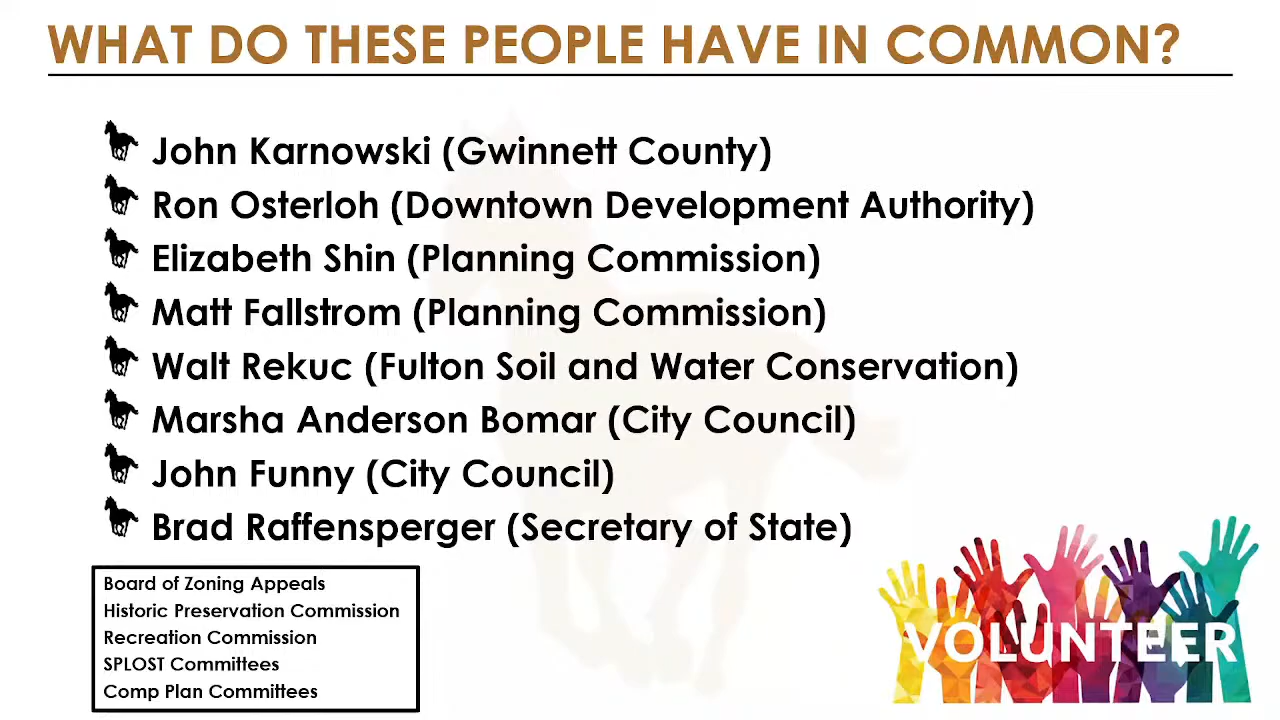 WHAT DO THESE PEOPLE HAVE IN COMMON?
John Karnowski (Gwinnett County)
Ron Osterloh (Downtown Development Authority)
Elizabeth Shin (Planning Commission)
Matt Fallstrom (Planning Commission)
Walt Rekuc (Fulton Soil and Water Conservation)
Marsha Anderson Bomar (City Council)
John Funny (City Council)
Brad Raffensperger (Secretary of State)
Board of Zoning Appeals
Historic Preservation Commission
Recreation Commission
SPLOST Committees
Comp Plan Committees
VOLUNTEER